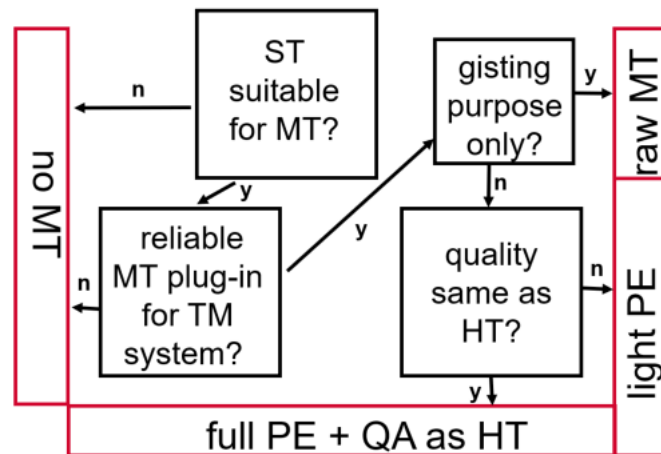 ST
suitable
for MT?
n
y
no MT
reliable
MT plug-in
for TM
system?
n
y
gisting
purpose
only?
y
n
raw MT
quality
same as
HT?
n
y
light PE
full PE + QA as HT